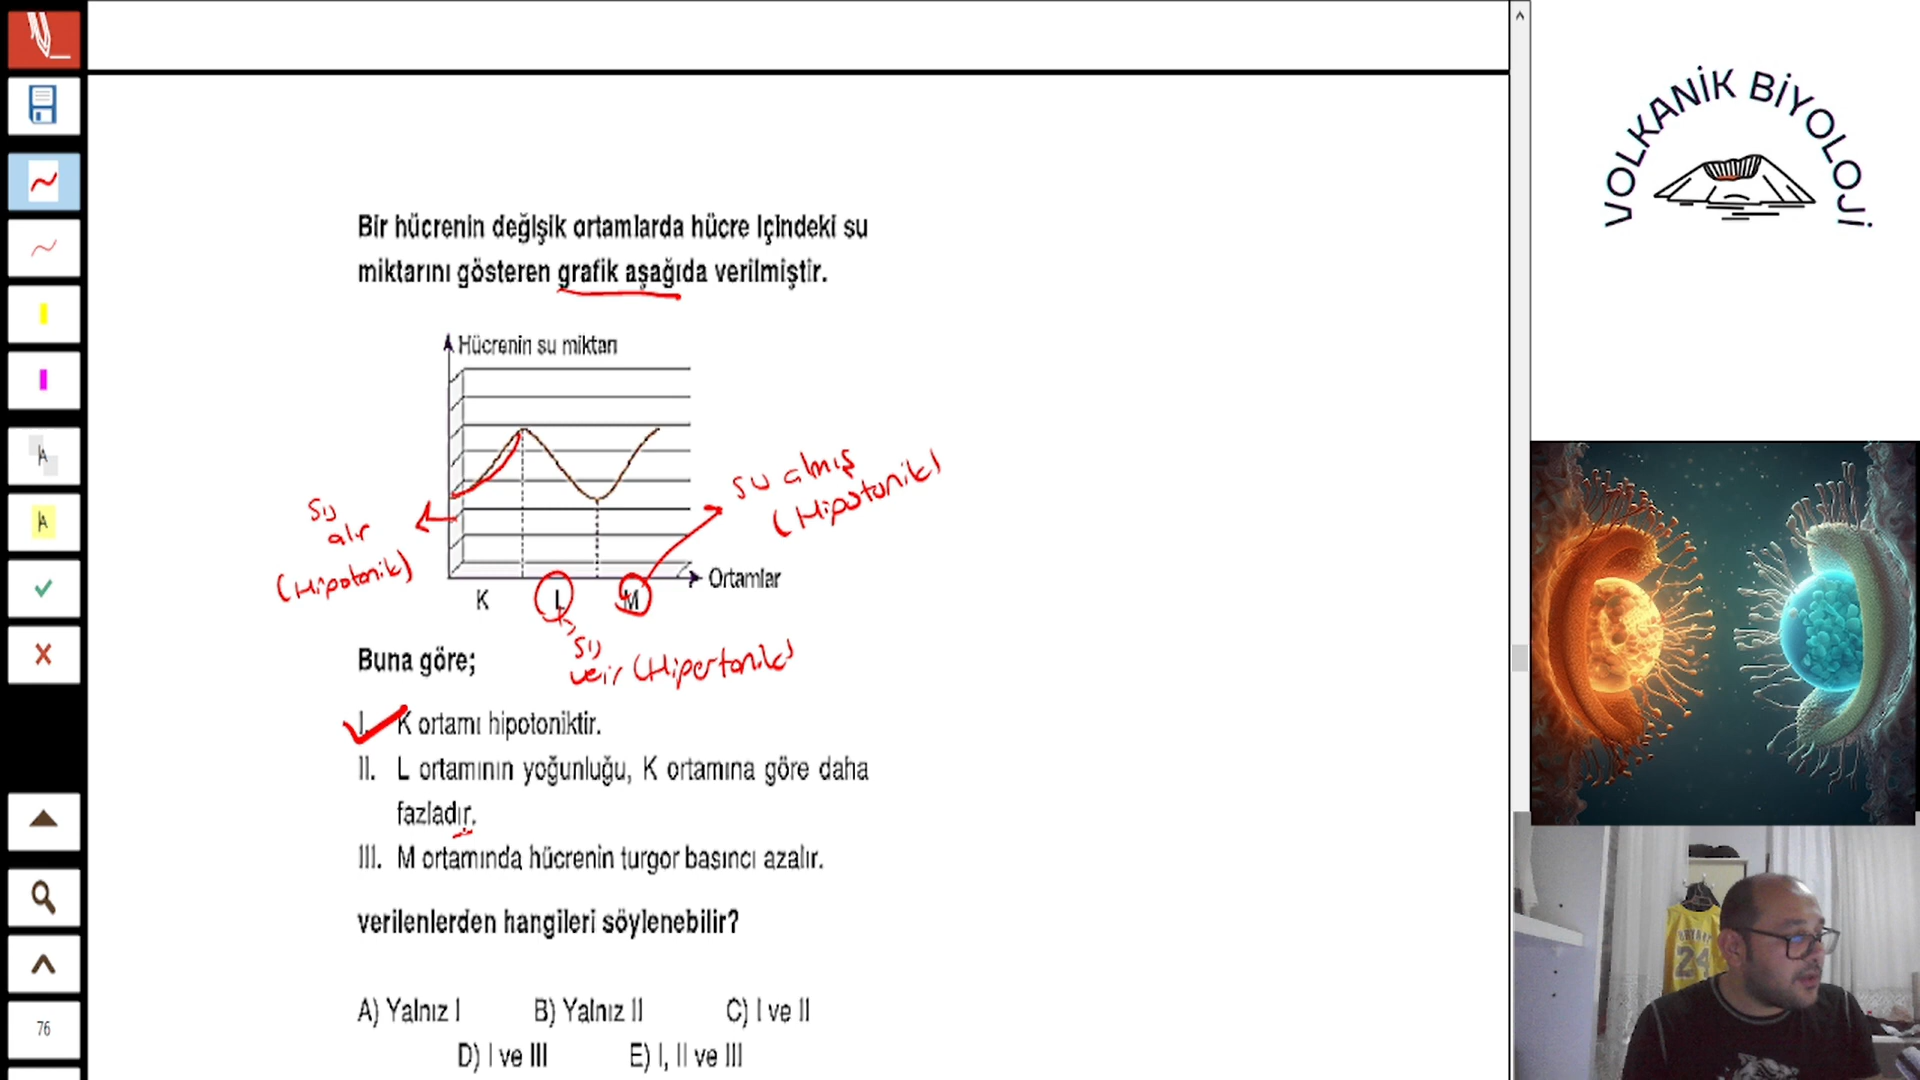 VOLKANİK BİYOLOJİ
Bir hücrenin değişik ortamlarda hücre içindeki su
miktarını gösteren grafik aşağıda verilmiştir.
Hücrenin su miktarı
su almış
(Hipotonik)
su
alır
(Hipotonik)
Ortamlar
K L M
su
verir (Hipertonik)
Buna göre;
I. K ortamı hipotoniktir.
II. L ortamının yoğunluğu, K ortamına göre daha
fazladır.
III. M ortamında hücrenin turgor basıncı azalır.
verilenlerden hangileri söylenebilir?
A) Yalnız I B) Yalnız II C) I ve II
D) I ve III E) I, II ve III
A
A
76
24